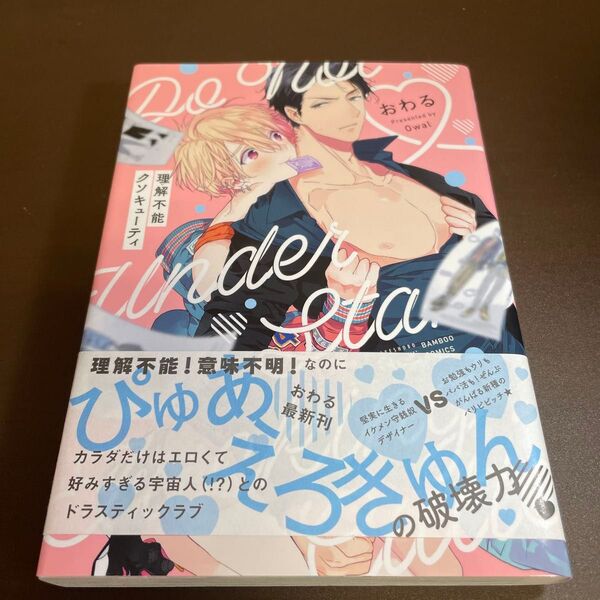 Do not
おわる
Presented by
Owal
理解不能
クソキューティ
Under
stan
BAMBOO
COMICS
理解不能!意味不明!なのに
ぴゅあ、
えろきゅん
の破壊力
おわる
最新刊
カラダだけはエロくて
好みすぎる宇宙人(!?)との
ドラスティックラブ
堅実に生きる
イケメン守銭奴
デザイナー
VS
お勉強もウリも
パパ活も!ぜんぶ
がんばる新種の
パリピビッチ★